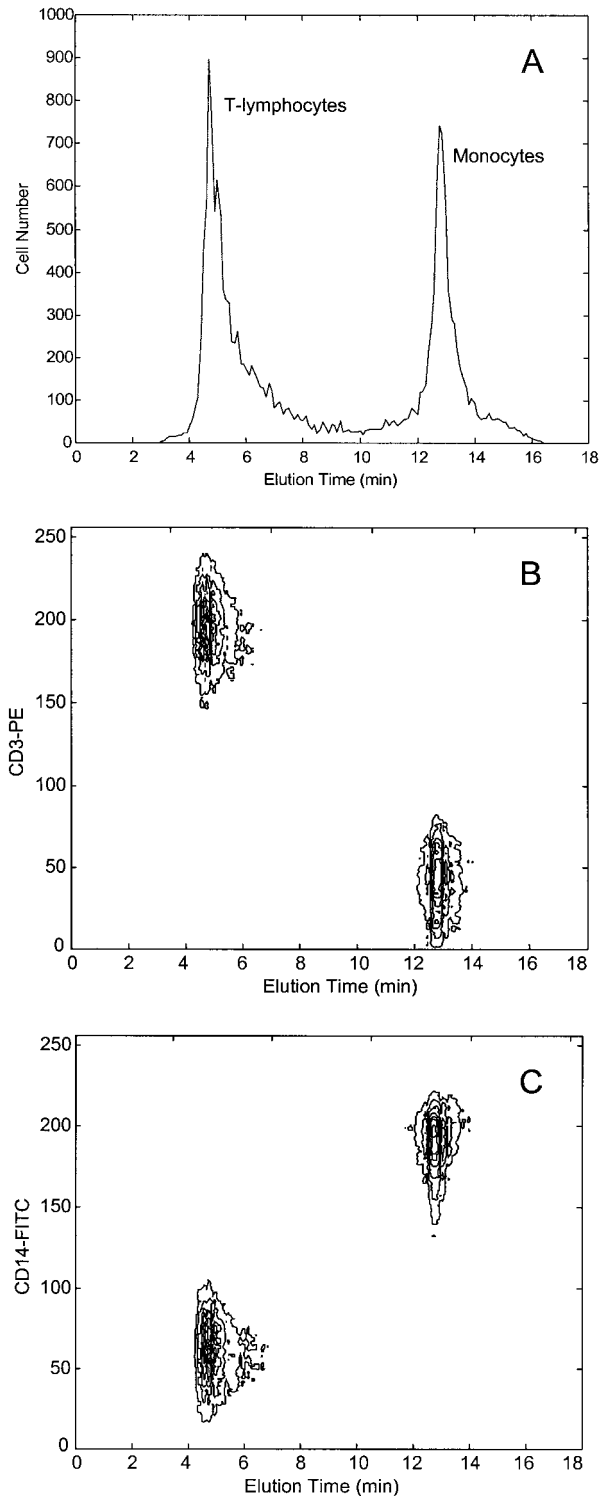 A
1000
900
800
700
600
500
400
300
200
100
0
Cell Number
T-lymphocytes
Monocytes
0 2 4 6 8 10 12 14 16 18
Elution Time (min)
B
250
200
150
100
50
0
CD3-PE
0 2 4 6 8 10 12 14 16 18
Elution Time (min)
C
250
200
150
100
50
0
CD14-FITC
0 2 4 6 8 10 12 14 16 18
Elution Time (min)